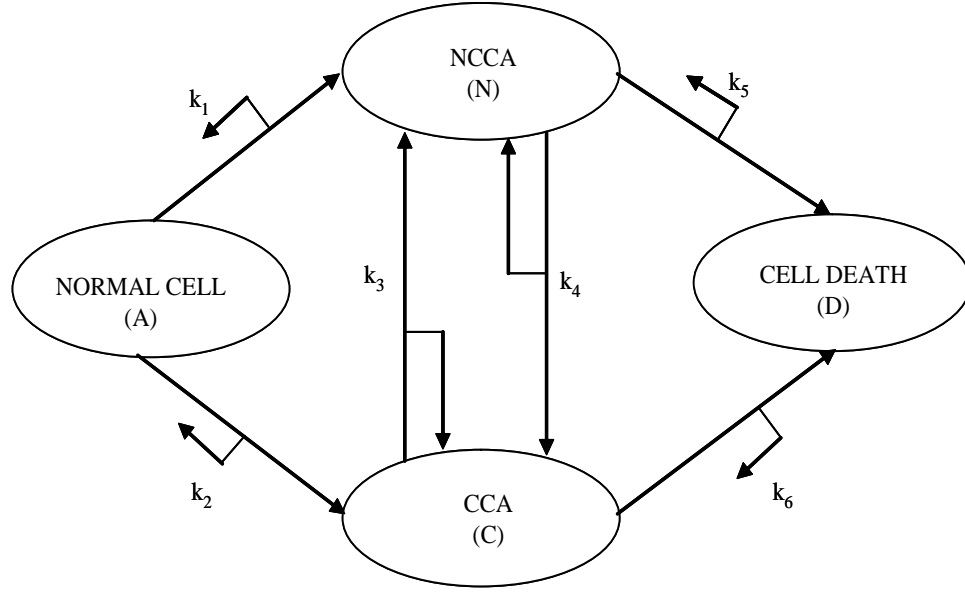 NCCA
(N)
k1
k5
NORMAL CELL
(A)
k3
k4
CELL DEATH
(D)
k2
CCA
(C)
k6